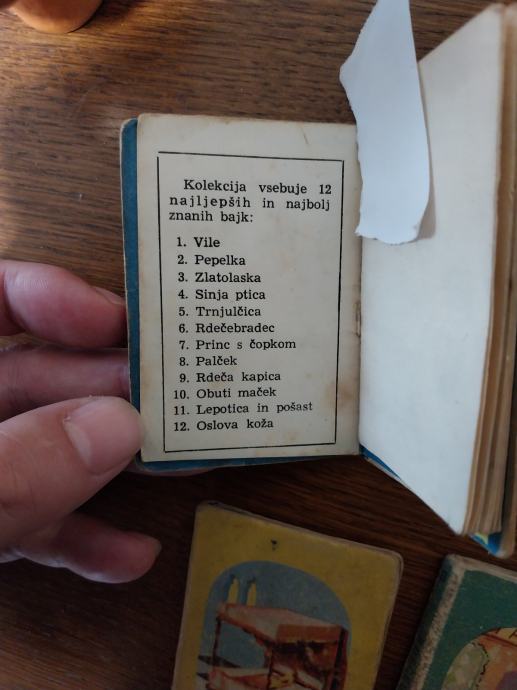 Kolekcija vsebuje 12
najljepših in najbolj
znanih bajk:
1. Vile
2. Pepelka
3. Zlatolaska
4. Sinja ptica
5. Trnjulčica
6. Rdečebradec
7. Princ s čopkom
8. Palček
9. Rdeča kapica
10. Obuti maček
11. Lepotica in pošast
12. Oslova koža